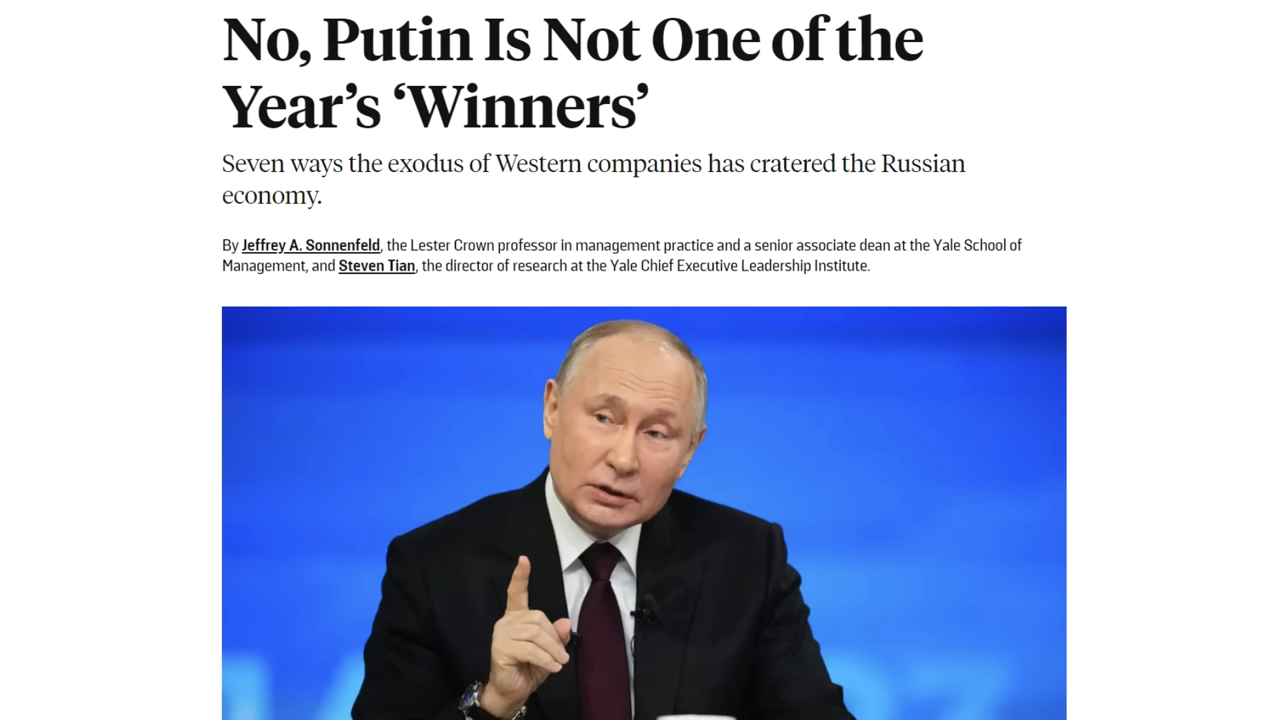 No, Putin Is Not One of the
Year’s ‘Winners’
Seven ways the exodus of Western companies has cratered the Russian
economy.
By Jeffrey A. Sonnenfeld, the Lester Crown professor in management practice and a senior associate dean at the Yale School of
Management, and Steven Tian, the director of research at the Yale Chief Executive Leadership Institute.